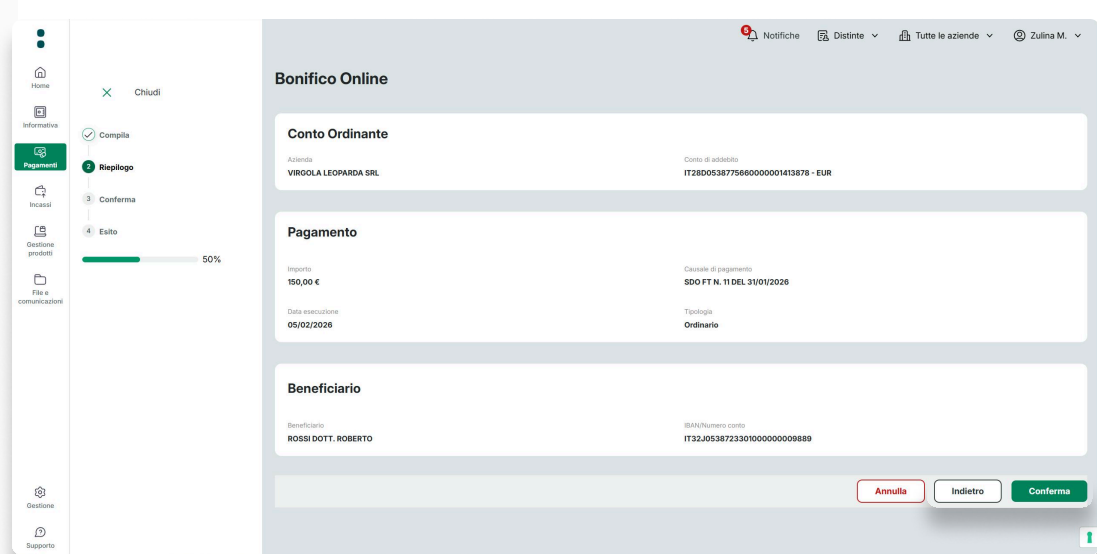 5
Notifiche
Distinte
Tutte le aziende
Zulina M.
Home
Informativa
Pagamenti
Incassi
Gestione
prodotti
File e
comunicazioni
Gestione
Supporto
Chiudi
Compila
2 Riepilogo
3 Conferma
4 Esito
50%
Bonifico Online
Conto Ordinante
Azienda
VIRGOLA LEOPARDA SRL
Conto di addebito
IT28D0538775660000001413878 - EUR
Pagamento
Importo
150,00 €
Causale di pagamento
SDO FT N. 11 DEL 31/01/2026
Data esecuzione
05/02/2026
Tipologia
Ordinario
Beneficiario
Beneficiario
ROSSI DOTT. ROBERTO
IBAN/Numero conto
IT32J0538723301000000009889
Annulla
Indietro
Conferma